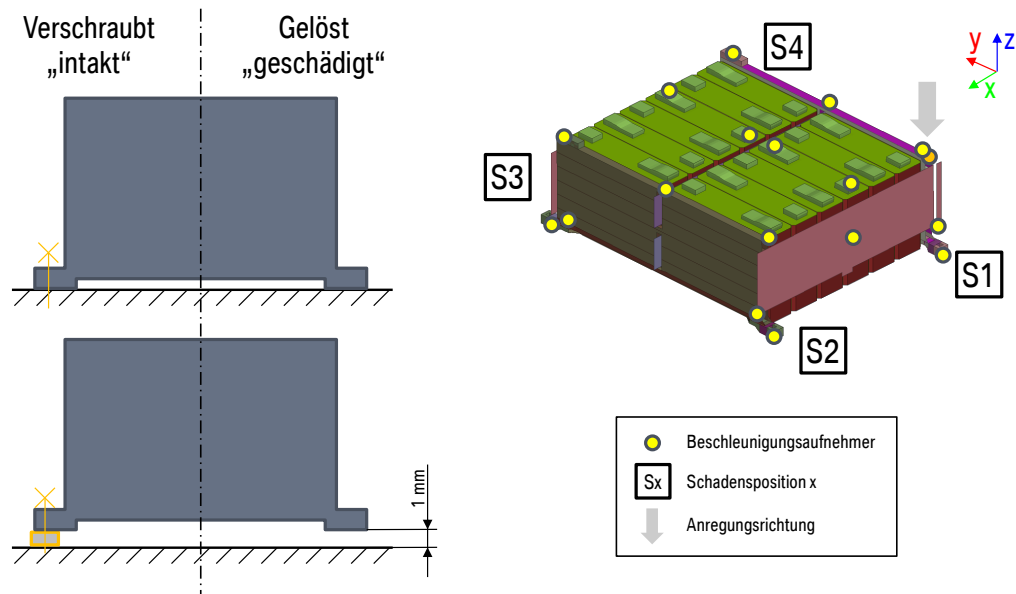 Verschraubt
„intakt“
Gelöst
„geschädigt“
1 mm
S4
S3
S1
S2
y
z
x
Beschleunigungsaufnehmer
Sx
Schadensposition x
Anregungsrichtung